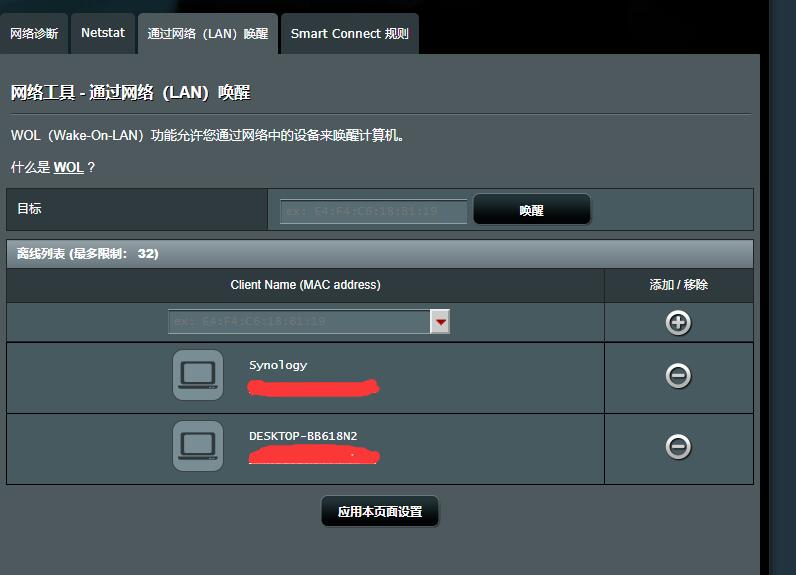 网络诊断 Netstat 通过网络（LAN）唤醒 Smart Connect 规则
网络工具 - 通过网络（LAN）唤醒
WOL（Wake-On-LAN）功能允许您通过网络中的设备来唤醒计算机。
什么是 WOL ?
目标 ex: E4:F4:C6:18:B1:19 唤醒
离线列表 (最多限制： 32)
Client Name (MAC address) 添加 / 移除
ex: E4:F4:C6:18:B1:19
Synology
DESKTOP-BB618N2
应用本页面设置